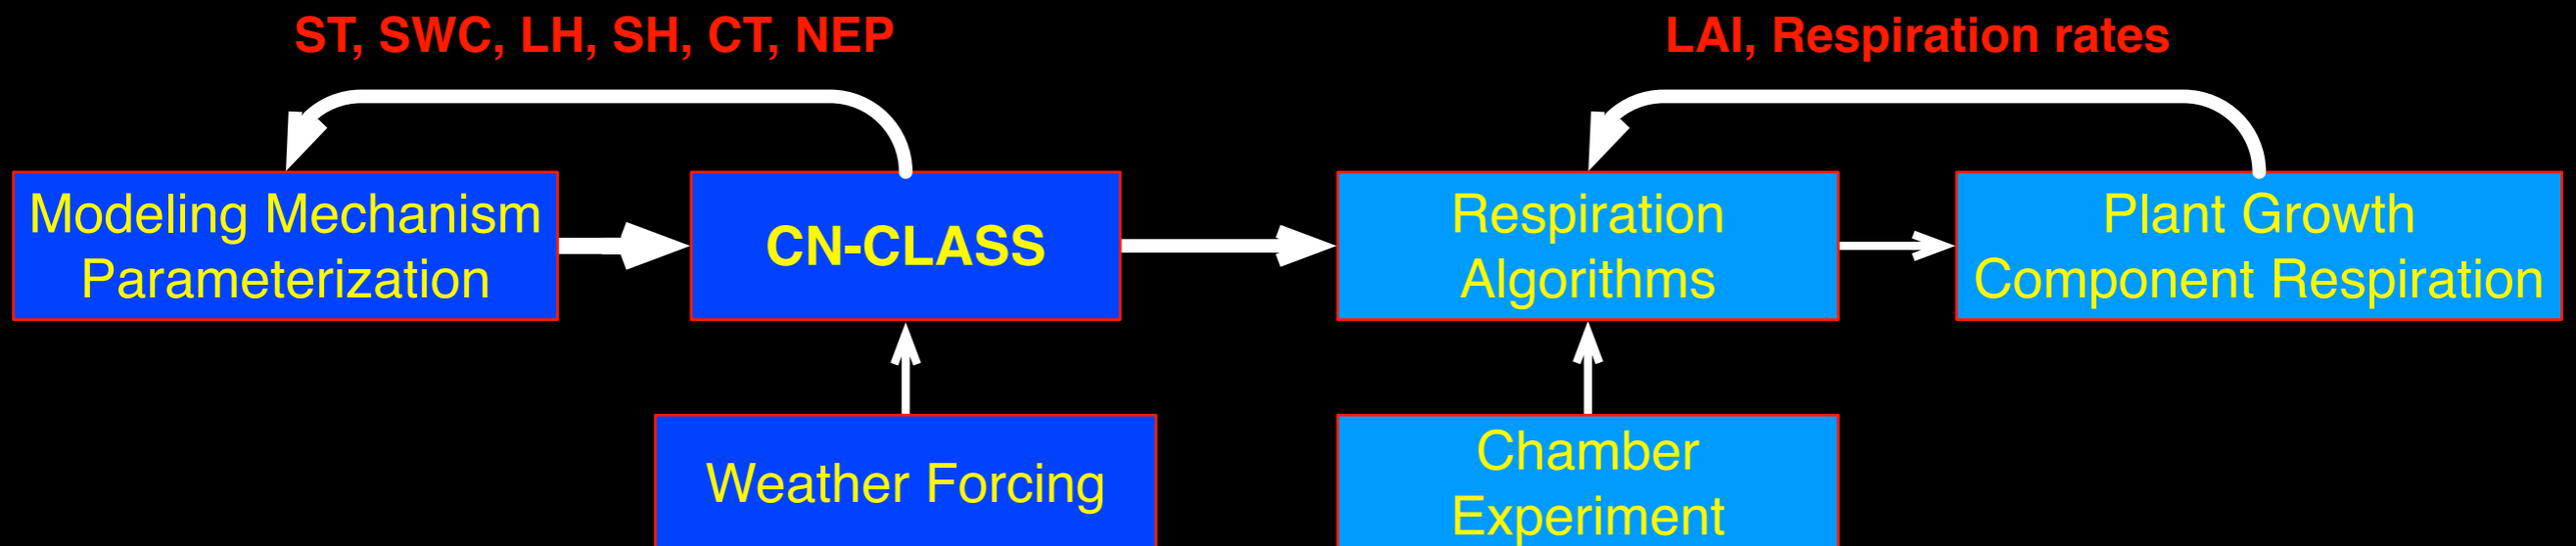 ST, SWC, LH, SH, CT, NEP
LAI, Respiration rates
Modeling Mechanism
Parameterization
CN-CLASS
Respiration
Algorithms
Plant Growth
Component Respiration
Weather Forcing
Chamber
Experiment